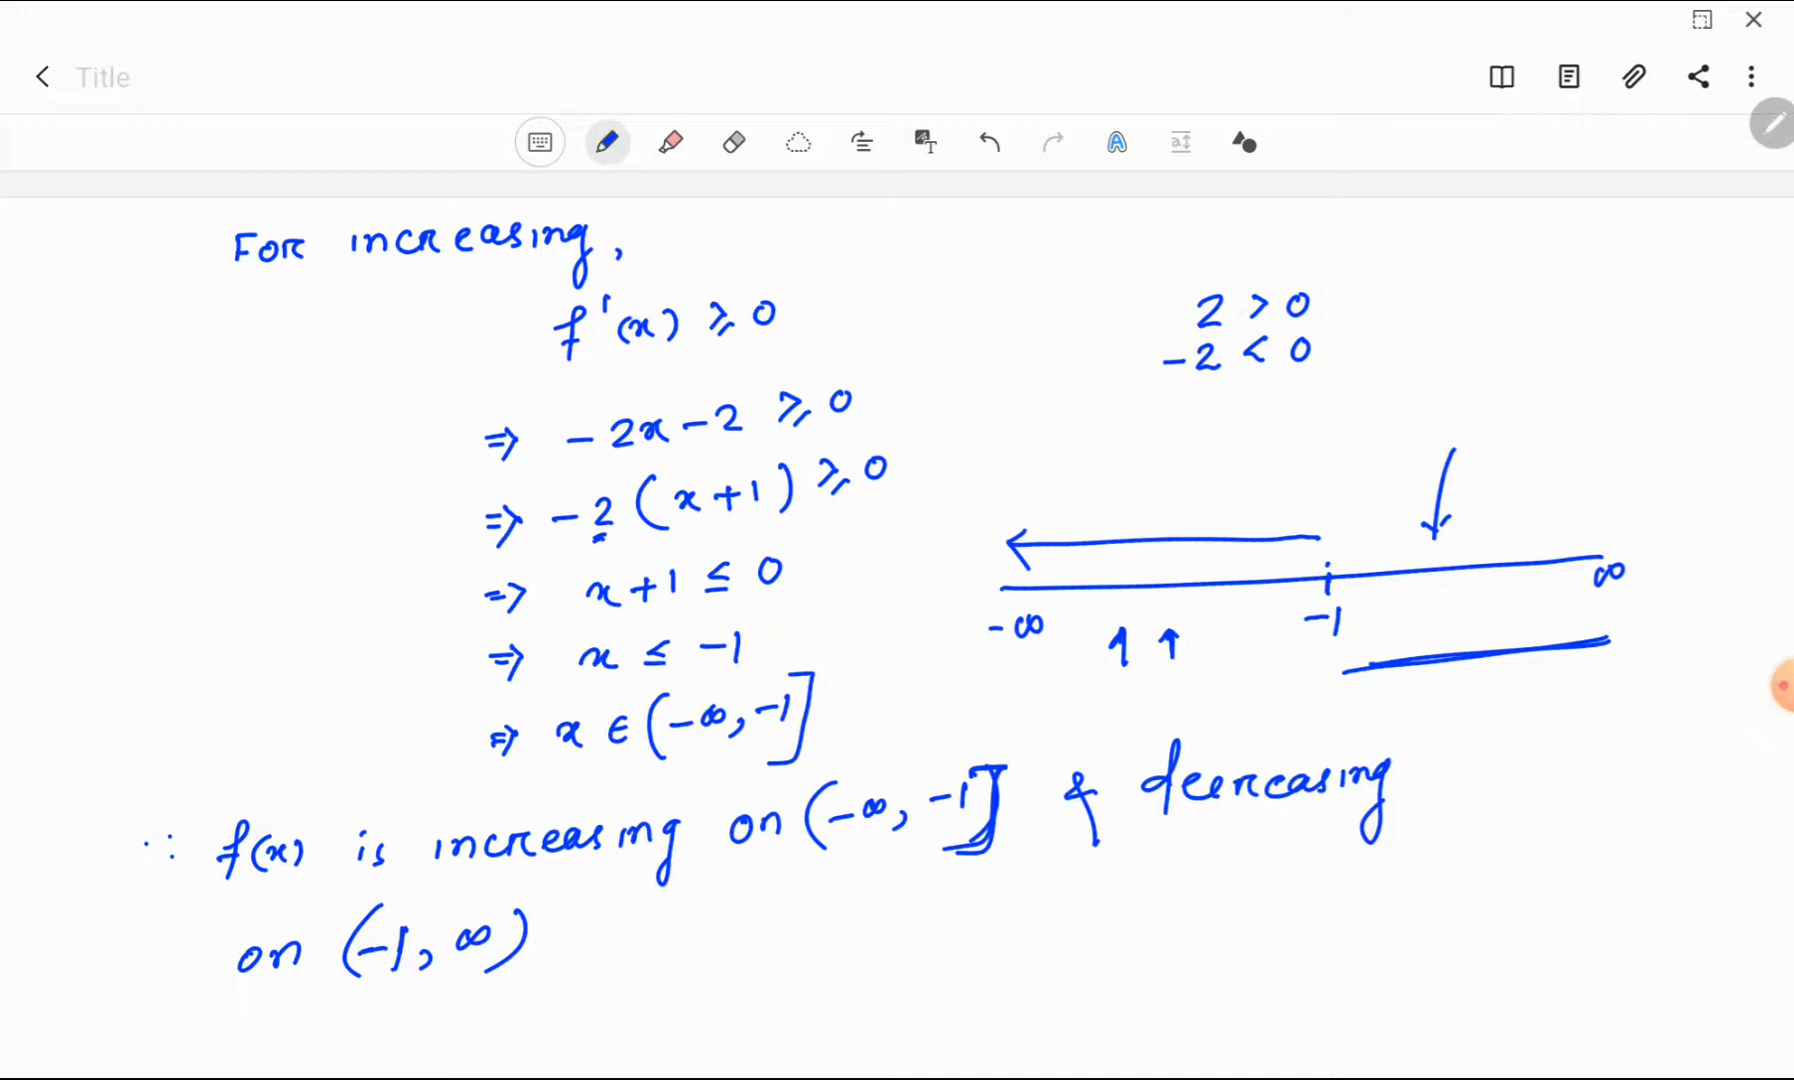 Title
For increasing,
f'(x) ≥ 0
2 > 0
-2 < 0
⇒ -2x-2 ≥ 0
⇒ -2(x+1) ≥ 0
⇒ x+1 ≤ 0
⇒ x ≤ -1
⇒ x ∈ (-∞, -1]
-∞ ↑ ↑ -1 ∞
∴ f(x) is increasing on (-∞, -1] & decreasing
on (-1, ∞)